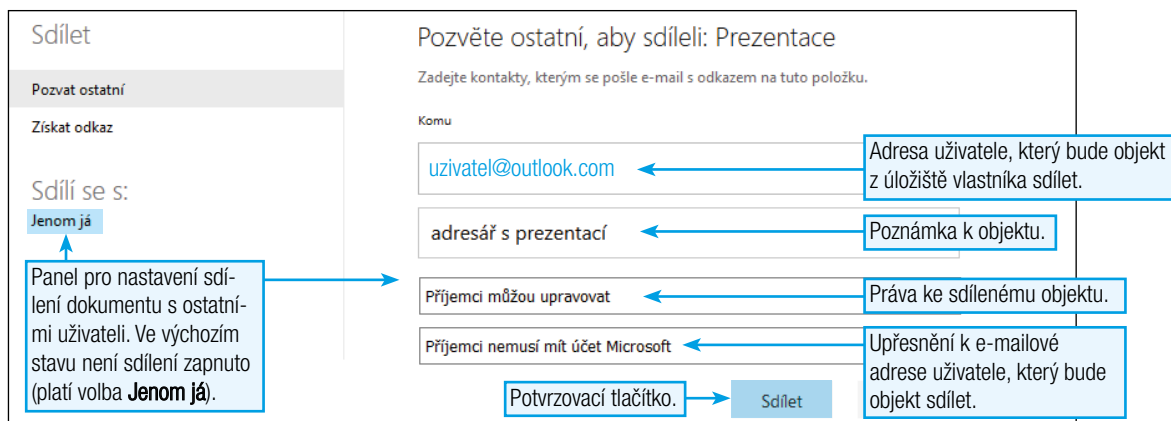 Sdílet
Pozvat ostatní
Získat odkaz
Sdílí se s:
Jenom já
Panel pro nastavení sdí-
lení dokumentu s ostatní-
mi uživateli. Ve výchozím
stavu není sdílení zapnuto
(platí volba Jenom já).
Pozvěte ostatní, aby sdíleli: Prezentace
Zadejte kontakty, kterým se pošle e-mail s odkazem na tuto položku.
Komu
uzivatel@outlook.com
Adresa uživatele, který bude objekt
z úložiště vlastníka sdílet.
adresář s prezentací
Poznámka k objektu.
Příjemci můžou upravovat
Práva ke sdílenému objektu.
Příjemci nemusí mít účet Microsoft
Upřesnění k e-mailové
adrese uživatele, který bude
objekt sdílet.
Potvrzovací tlačítko.
Sdílet